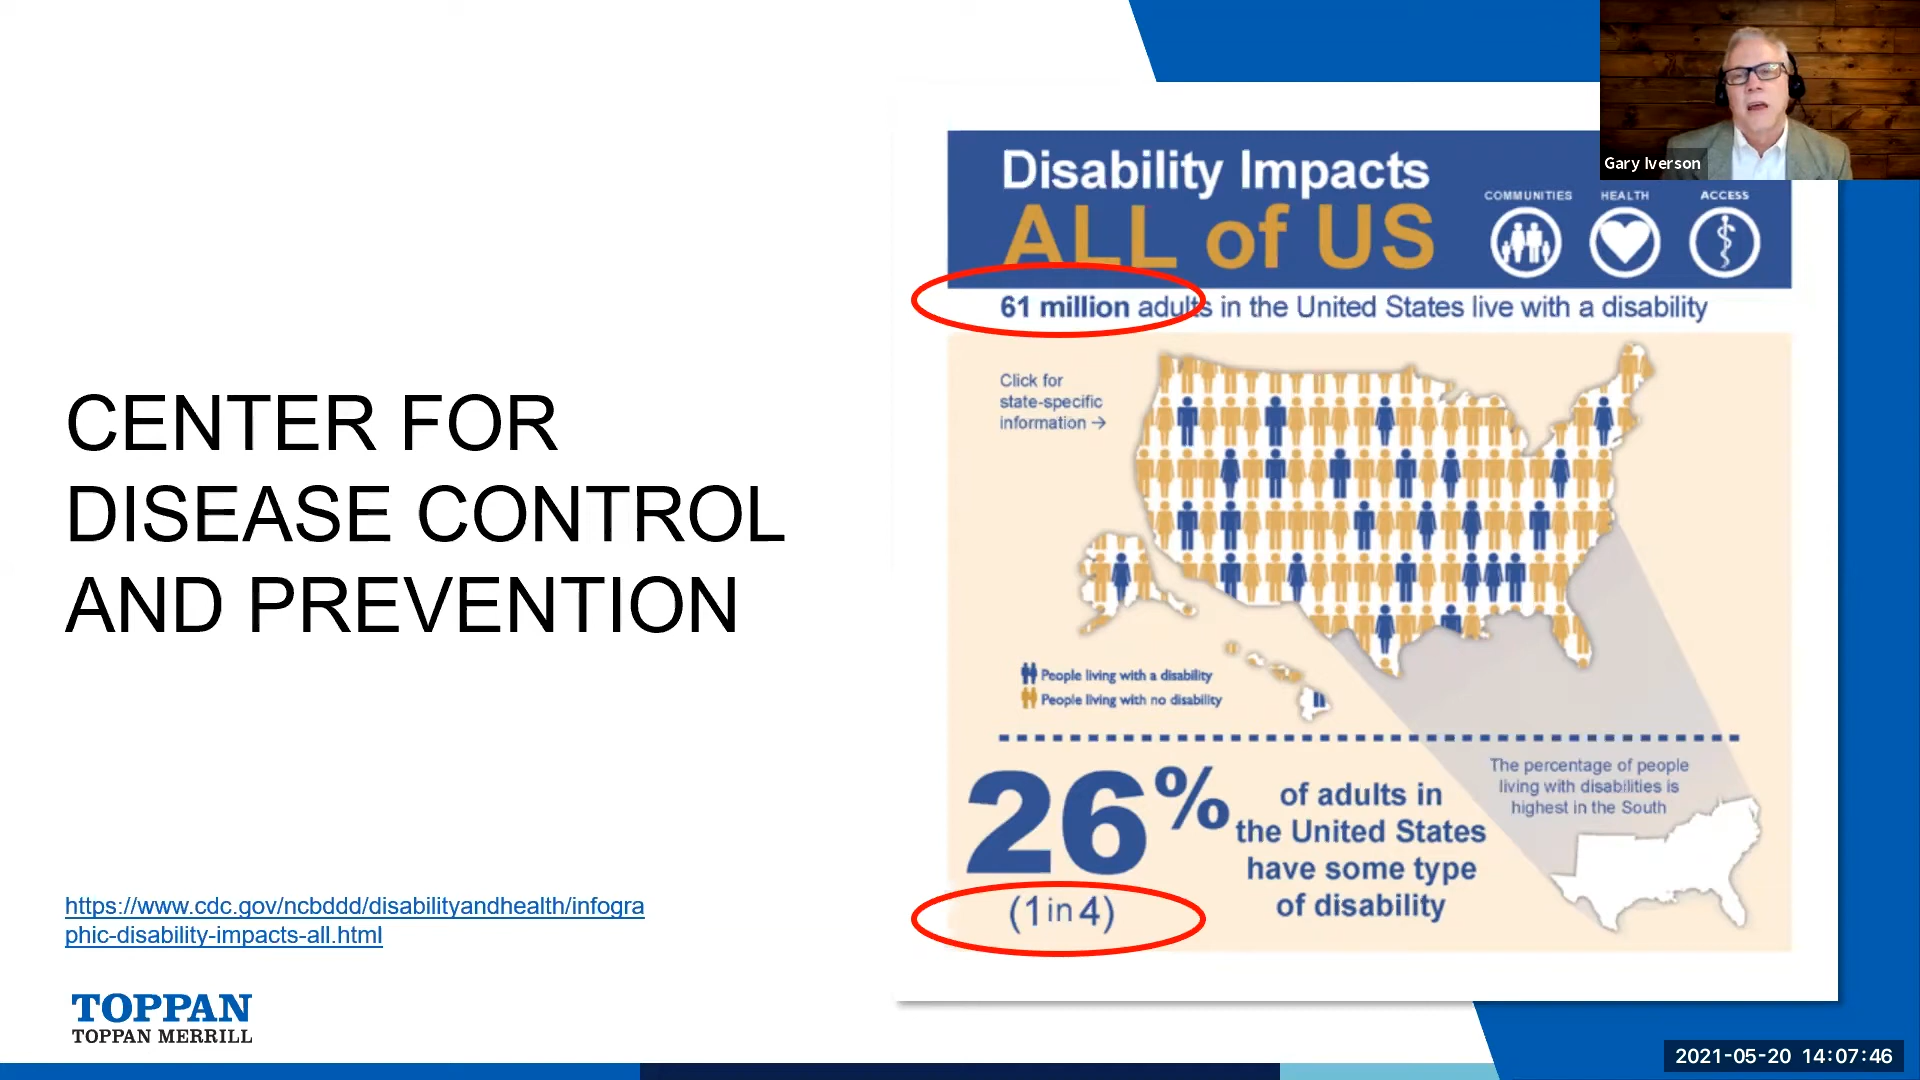 CENTER FOR
DISEASE CONTROL
AND PREVENTION
https://www.cdc.gov/ncbddd/disabilityandhealth/infogra
phic-disability-impacts-all.html
TOPPAN
TOPPAN MERRILL
Disability Impacts
ALL of US
COMMUNITIES
HEALTH
ACCESS
61 million adults in the United States live with a disability
Click for
state-specific
information →
People living with a disability
People living with no disability
26%
(1 in 4)
of adults in
the United States
have some type
of disability
The percentage of people
living with disabilities is
highest in the South
Gary Iverson
2021-05-20 14:07:46